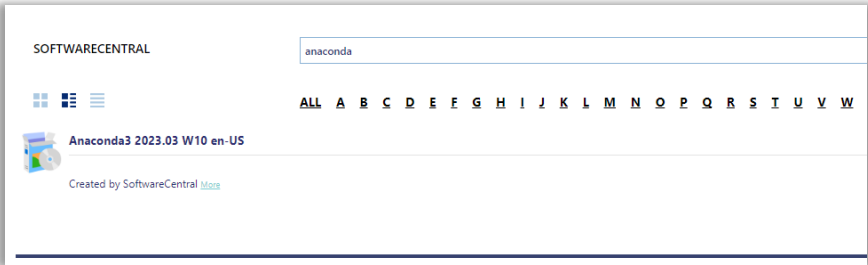 SOFTWARECENTRAL
anaconda
ALL A B C D E F G H I J K L M N O P Q R S T U V W
Anaconda3 2023.03 W10 en-US
Created by SoftwareCentral More